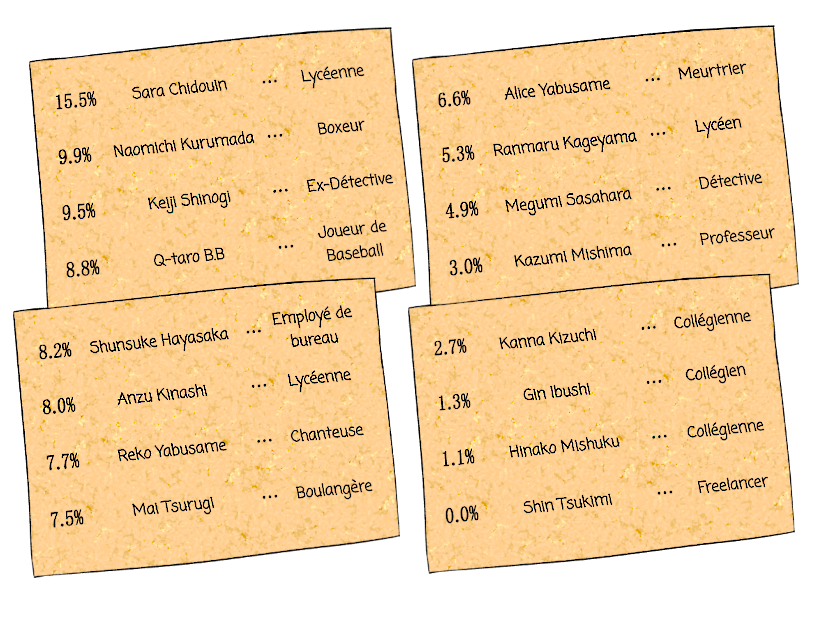 15.5% Sara Chidouin ... Lycéenne
9.9% Naomichi Kurumada ... Boxeur
9.5% Keiji Shinogi ... Ex-Détective
8.8% Q-taro B.B ... Joueur de
Baseball
6.6% Alice Yabusame ... Meurtrier
5.3% Ranmaru Kageyama ... Lycéen
4.9% Megumi Sasahara ... Détective
3.0% Kazumi Mishima ... Professeur
8.2% Shunsuke Hayasaka ... Employé de
bureau
8.0% Anzu Kinashi ... Lycéenne
7.7% Reko Yabusame ... Chanteuse
7.5% Mai Tsurugi ... Boulangère
2.7% Kanna Kizuchi ... Collégienne
1.3% Gin Ibushi ... Collégien
1.1% Hinako Mishuku ... Collégienne
0.0% Shin Tsukimi ... Freelancer